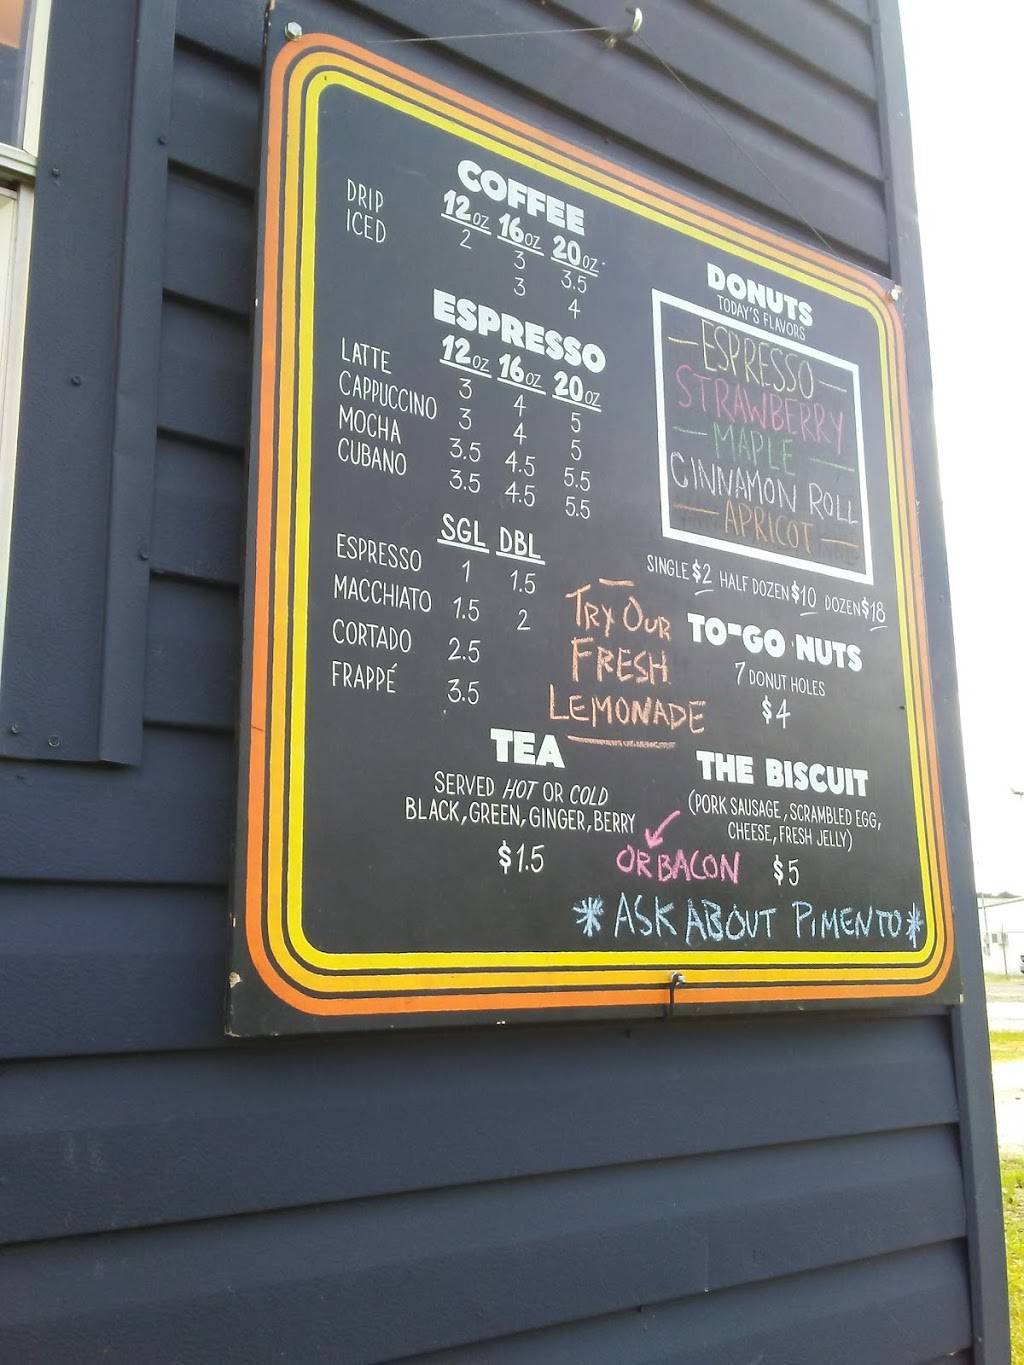 COFFEE
12OZ 16OZ 20OZ
DRIP 2 3 3.5
ICED 3 4
ESPRESSO
12OZ 16OZ 20OZ
LATTE 3 4 5
CAPPUCCINO 3 4 5
MOCHA 3.5 4.5 5.5
CUBANO 3.5 4.5 5.5
SGL DBL
ESPRESSO 1 1.5
MACCHIATO 1.5 2
CORTADO 2.5
FRAPPÉ 3.5
TRY OUR
FRESH
LEMONADE
TEA
SERVED HOT OR COLD
BLACK, GREEN, GINGER, BERRY
$1.5
DONUTS
TODAY'S FLAVORS
ESPRESSO
STRAWBERRY
MAPLE
CINNAMON ROLL
APRICOT
SINGLE $2 HALF DOZEN $10 DOZEN $18
TO-GO NUTS
7 DONUT HOLES
$4
THE BISCUIT
(PORK SAUSAGE, SCRAMBLED EGG,
CHEESE, FRESH JELLY)
OR BACON $5
* ASK ABOUT PIMENTO *